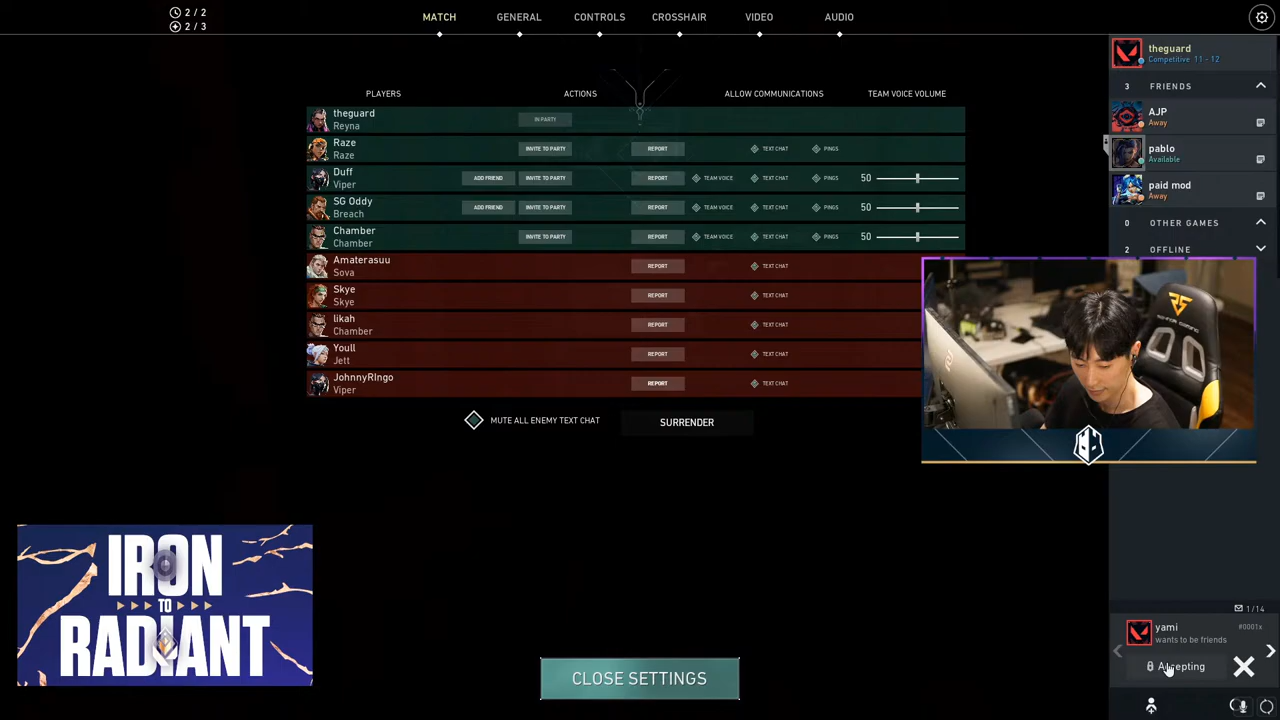 2 / 2
2 / 3
MATCH GENERAL CONTROLS CROSSHAIR VIDEO AUDIO
theguard
Competitive 11 - 12
3 FRIENDS
AJP
Away
pablo
Available
paid mod
Away
0 OTHER GAMES
2 OFFLINE
PLAYERS ACTIONS ALLOW COMMUNICATIONS TEAM VOICE VOLUME
theguard
Reyna
IN PARTY
Raze
Raze
INVITE TO PARTY REPORT TEXT CHAT PINGS
Duff
Viper
ADD FRIEND INVITE TO PARTY REPORT TEAM VOICE TEXT CHAT PINGS 50
SG Oddy
Breach
ADD FRIEND INVITE TO PARTY REPORT TEAM VOICE TEXT CHAT PINGS 50
Chamber
Chamber
INVITE TO PARTY REPORT TEAM VOICE TEXT CHAT PINGS 50
Amaterasuu
Sova
REPORT TEXT CHAT
Skye
Skye
REPORT TEXT CHAT
likah
Chamber
REPORT TEXT CHAT
Youll
Jett
REPORT TEXT CHAT
JohnnyRIngo
Viper
REPORT TEXT CHAT
MUTE ALL ENEMY TEXT CHAT SURRENDER
IRON
TO
RADIANT
CLOSE SETTINGS
1/14
yami #0001x
wants to be friends
Accepting